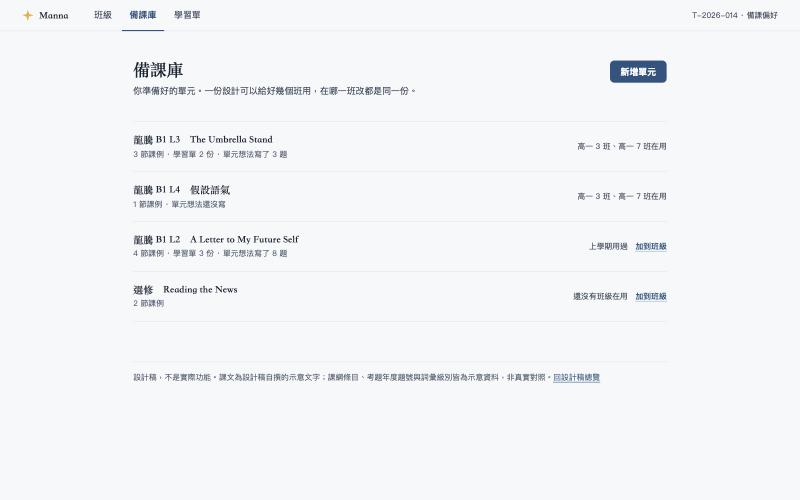 Manna 班級 備課庫 學習單 T-2026-014・備課偏好
備課庫
新增單元
你準備好的單元。一份設計可以給好幾個班用,在哪一班改都是同一份。
龍騰 B1 L3 The Umbrella Stand
3 節課例・學習單 2 份・單元想法寫了 3 題
高一 3 班、高一 7 班在用
龍騰 B1 L4 假設語氣
1 節課例・單元想法還沒寫
高一 3 班、高一 7 班在用
龍騰 B1 L2 A Letter to My Future Self
4 節課例・學習單 3 份・單元想法寫了 8 題
上學期用過 加到班級
選修 Reading the News
2 節課例
還沒有班級在用 加到班級
設計稿,不是實際功能。課文為設計稿自撰的示意文字;課綱條目、考題年度題號與詞彙級別皆為示意資料,非真實對照。回設計稿總覽